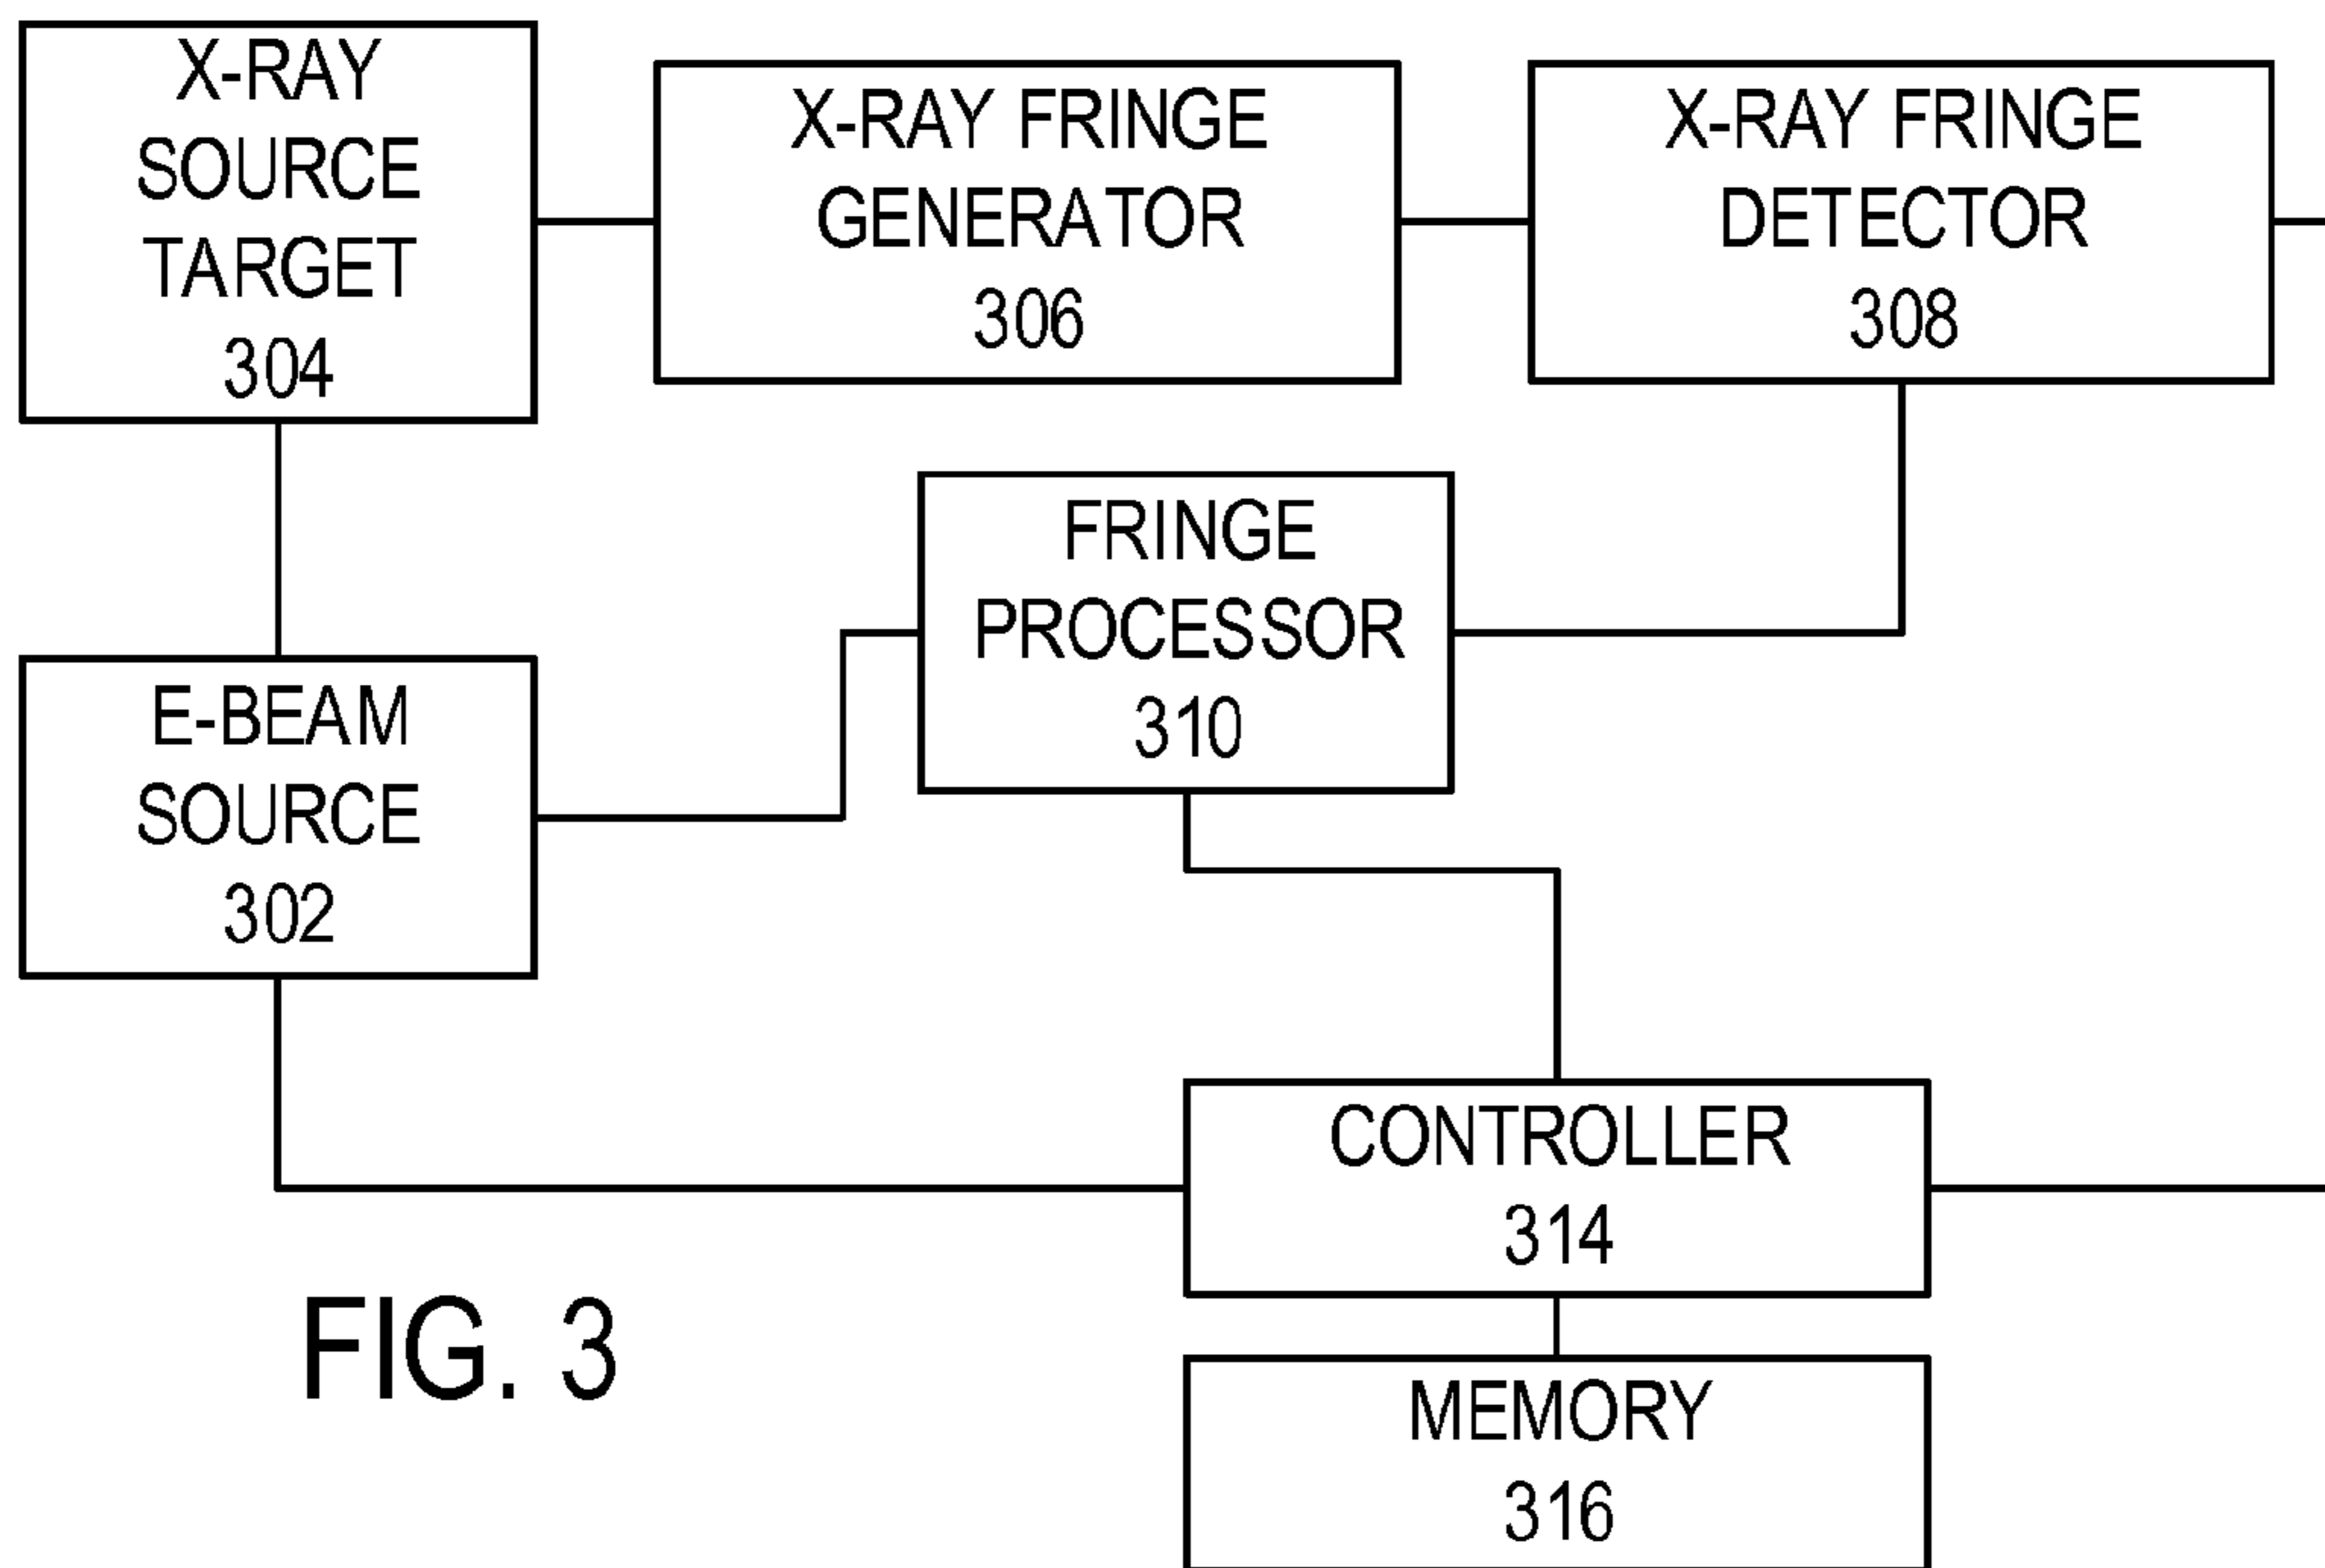 X-RAY
SOURCE
TARGET
304
X-RAY FRINGE
GENERATOR
306
X-RAY FRINGE
DETECTOR
308
FRINGE
PROCESSOR
310
E-BEAM
SOURCE
302
CONTROLLER
314
MEMORY
316
FIG. 3